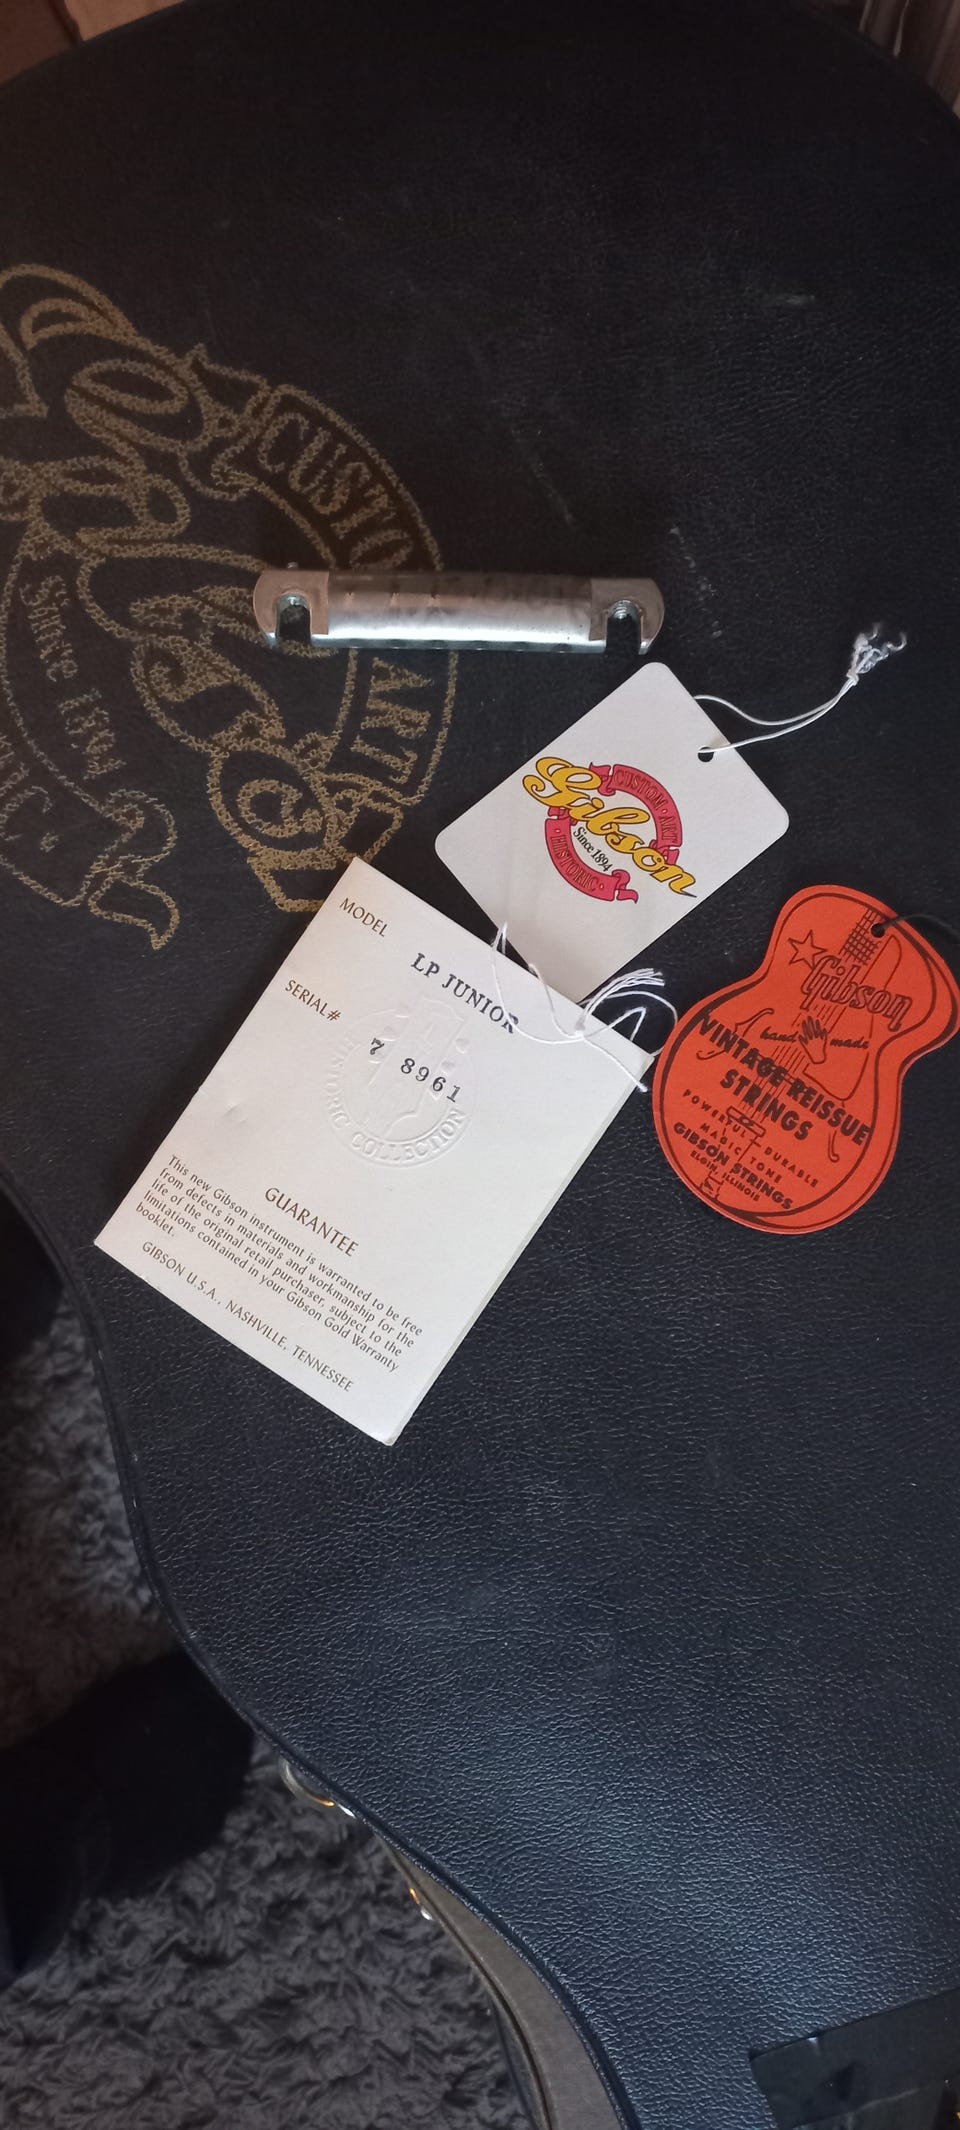 CUSTOM
ART
Gibson
Since 1894
CUSTOM · ART
Gibson
Since 1894
HISTORIC
MODEL
LP JUNIOR
SERIAL#
7 8961
HISTORIC COLLECTION
GUARANTEE
This new Gibson instrument is warranted to be free
from defects in materials and workmanship for the
life of the original retail purchaser, subject to the
limitations contained in your Gibson Gold Warranty
booklet.
GIBSON U.S.A., NASHVILLE, TENNESSEE
Gibson
hand made
VINTAGE REISSUE
STRINGS
POWERFUL - DURABLE
MAGIC TONE
GIBSON STRINGS
ELGIN, ILLINOIS